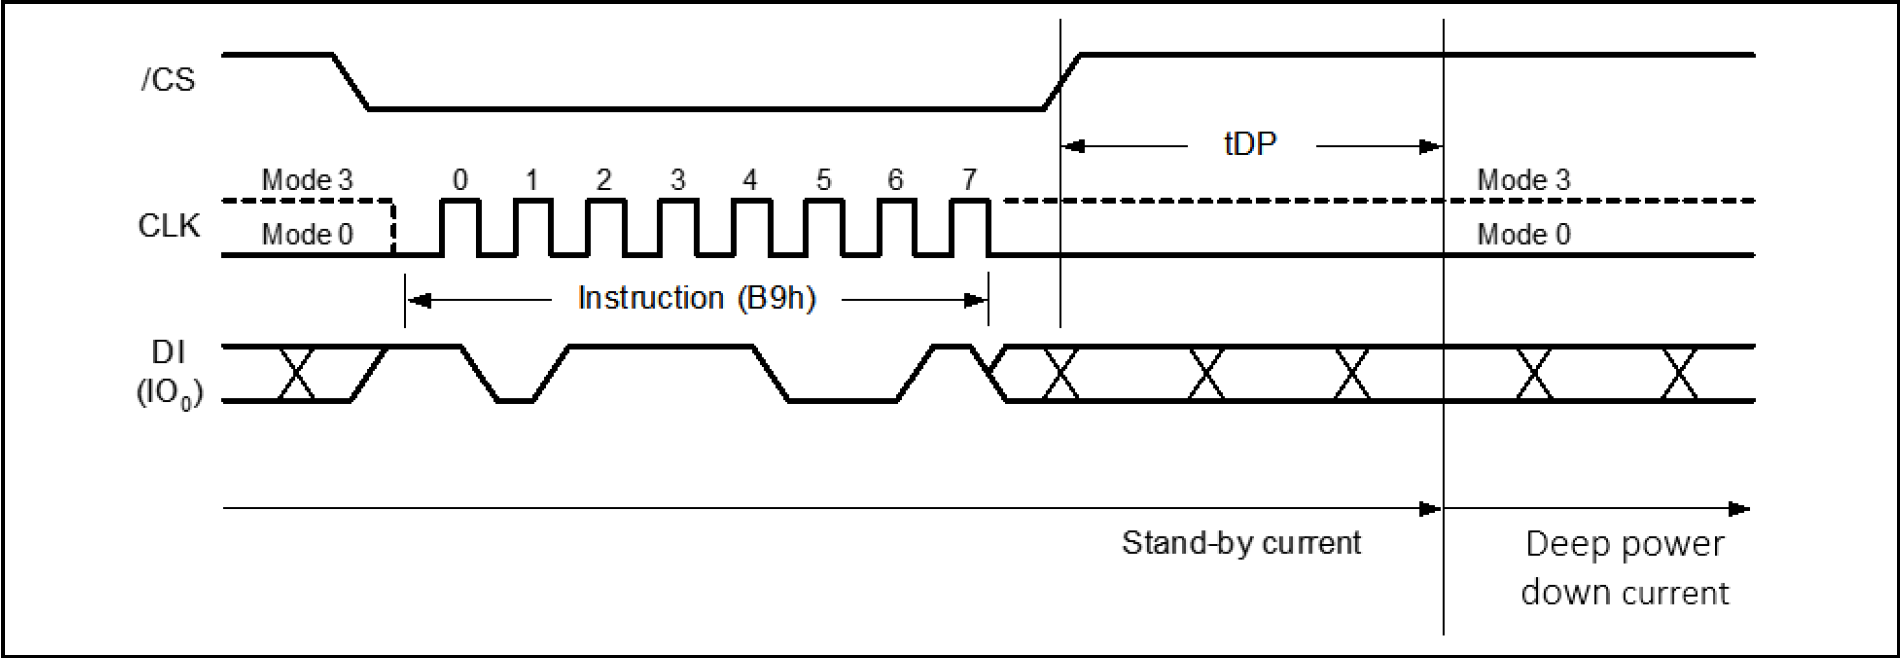 /CS
tDP
Mode 3 0 1 2 3 4 5 6 7 Mode 3
CLK
Mode 0 Mode 0
Instruction (B9h)
DI
(IO0)
Stand-by current
Deep power
down current